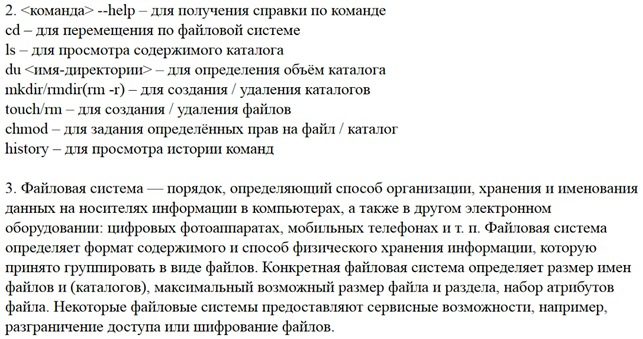 2. <команда> --help – для получения справки по команде
cd – для перемещения по файловой системе
ls – для просмотра содержимого каталога
du <имя-директории> – для определения объём каталога
mkdir/rmdir(rm -r) – для создания / удаления каталогов
touch/rm – для создания / удаления файлов
chmod – для задания определённых прав на файл / каталог
history – для просмотра истории команд
3. Файловая система — порядок, определяющий способ организации, хранения и именования
данных на носителях информации в компьютерах, а также в другом электронном
оборудовании: цифровых фотоаппаратах, мобильных телефонах и т. п. Файловая система
определяет формат содержимого и способ физического хранения информации, которую
принято группировать в виде файлов. Конкретная файловая система определяет размер имен
файлов и (каталогов), максимальный возможный размер файла и раздела, набор атрибутов
файла. Некоторые файловые системы предоставляют сервисные возможности, например,
разграничение доступа или шифрование файлов.